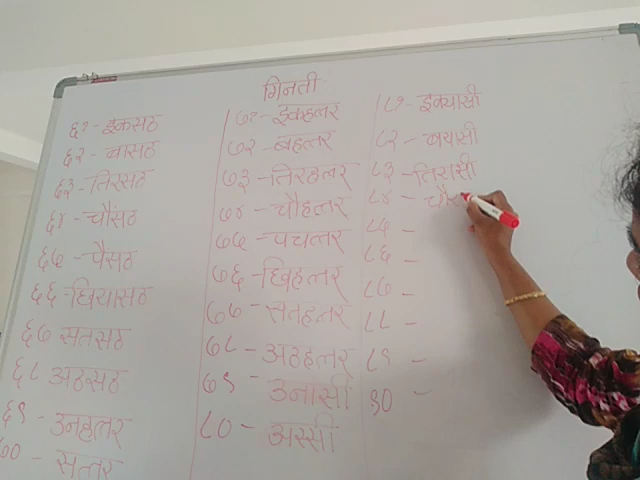 गिनती
६१ - इकसठ
६२ - बासठ
६३ - तिरसठ
६४ - चौंसठ
६५ - पैसठ
६६ - छियासठ
६७ सतसठ
६८ अठसठ
६९ - उनहत्तर
७० - सत्तर
७१ - इकहत्तर
७२ - बहत्तर
७३ - तिरहत्तर
७४ - चौहत्तर
७५ - पचत्तर
७६ - छिहत्तर
७७ - सतहत्तर
७८ - अठहत्तर
७९ - उनासी
८० - अस्सी
८१ - इक्यासी
८२ - बयासी
८३ - तिरासी
८४ - चौर
८५ -
८६ -
८७ -
८८ -
८९ -
९० -